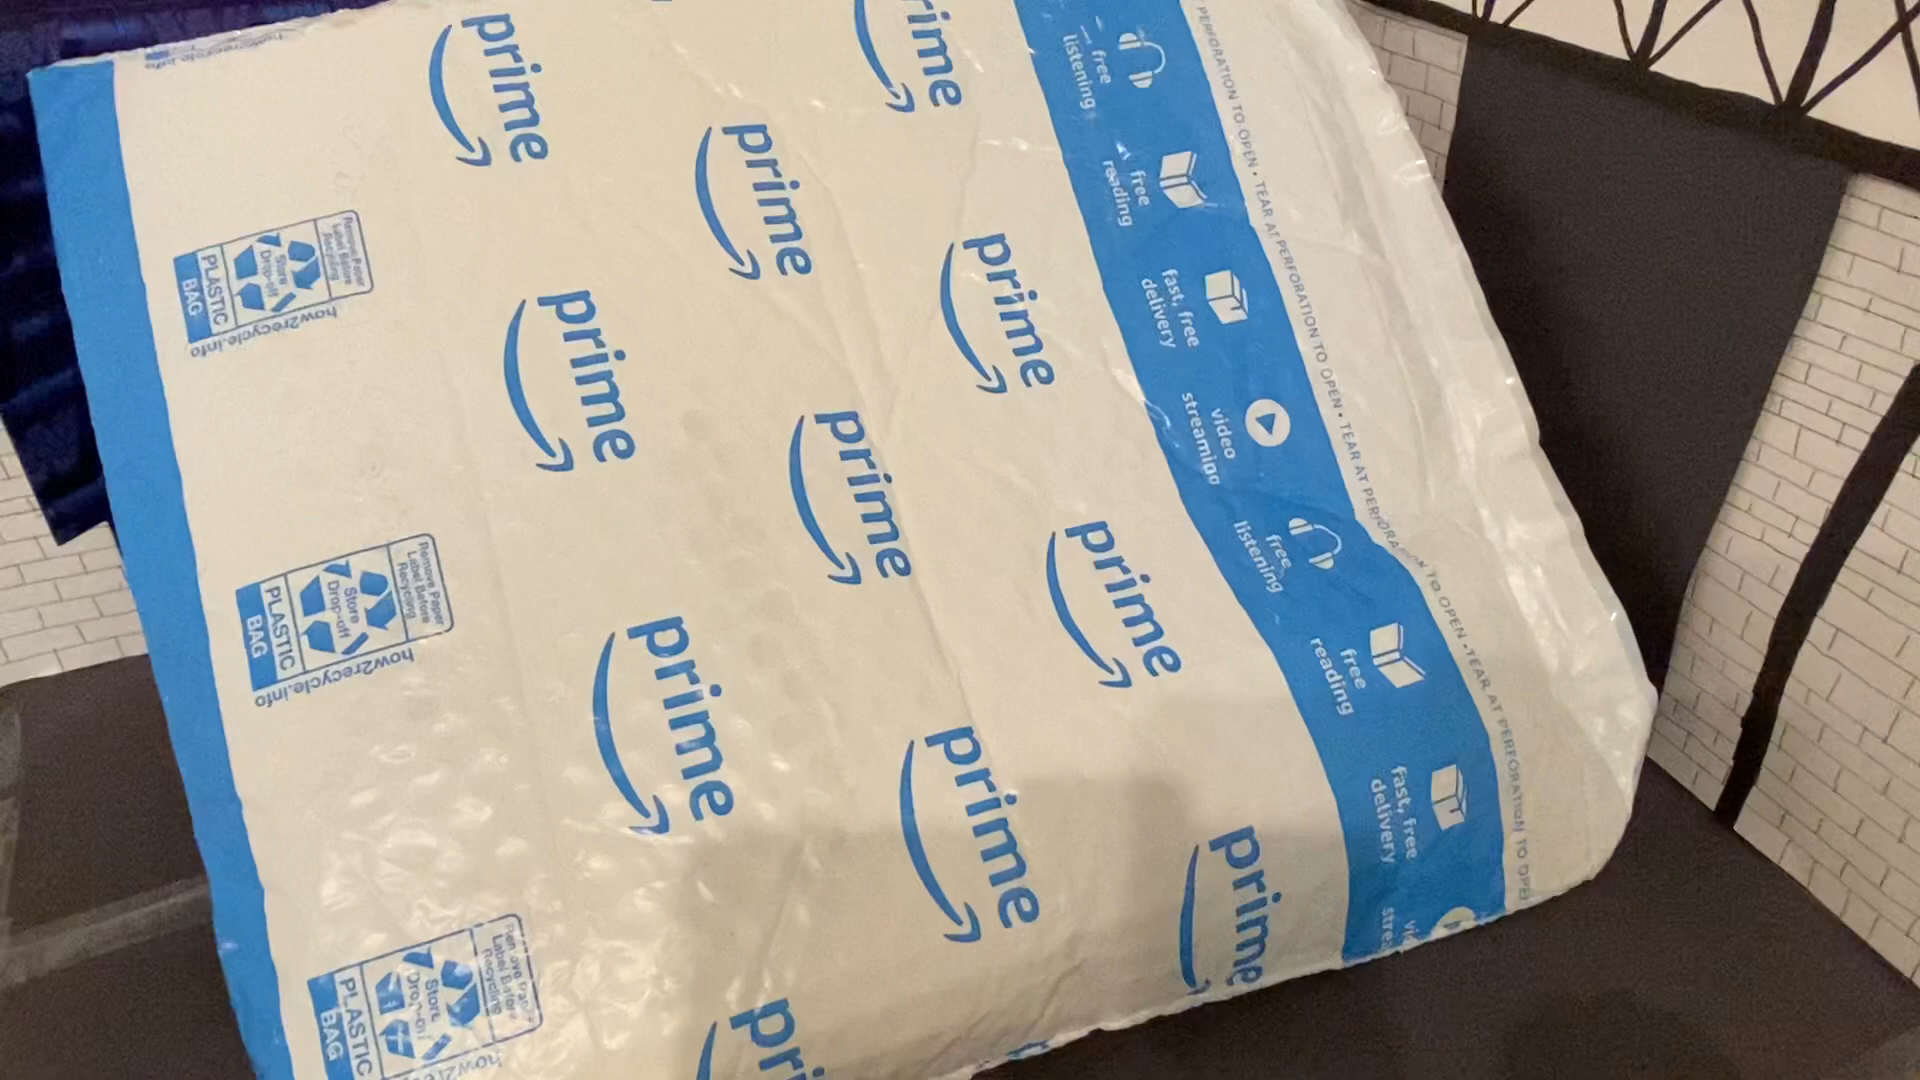 how2recycle.info
prime
prime
prime
prime
prime
prime
prime
prime
prime
prime
prime
free
listening
free
reading
fast, free
delivery
video
streaming
free
listening
free
reading
fast, free
delivery
PERFORATION TO OPEN • TEAR AT PERFORATION TO OPEN • TEAR AT PERFORATION TO OPEN • TEAR AT PERFORATION TO OPEN
Remove Paper
Label Before
Recycling
Store
Drop-off
PLASTIC
BAG
how2recycle.info
Remove Paper
Label Before
Recycling
Store
Drop-off
PLASTIC
BAG
how2recycle.info
Remove Paper
Label Before
Recycling
Store
Drop-off
PLASTIC
BAG